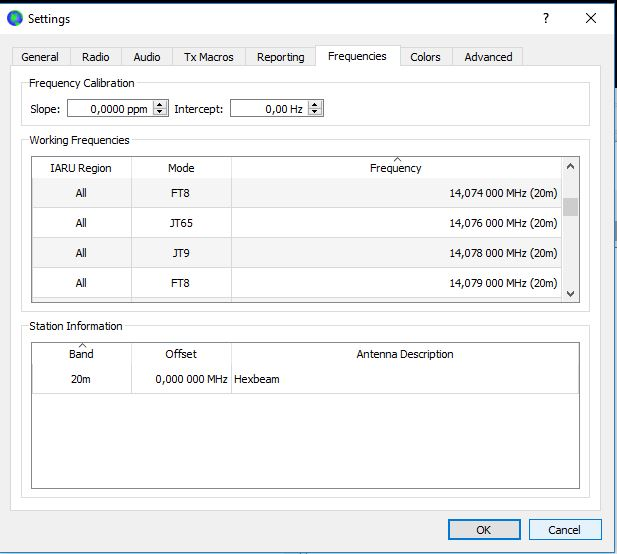 Settings
General Radio Audio Tx Macros Reporting Frequencies Colors Advanced
Frequency Calibration
Slope: 0,0000 ppm Intercept: 0,00 Hz
Working Frequencies
IARU Region Mode Frequency
All FT8 14,074 000 MHz (20m)
All JT65 14,076 000 MHz (20m)
All JT9 14,078 000 MHz (20m)
All FT8 14,079 000 MHz (20m)
Station Information
Band Offset Antenna Description
20m 0,000 000 MHz Hexbeam
OK Cancel